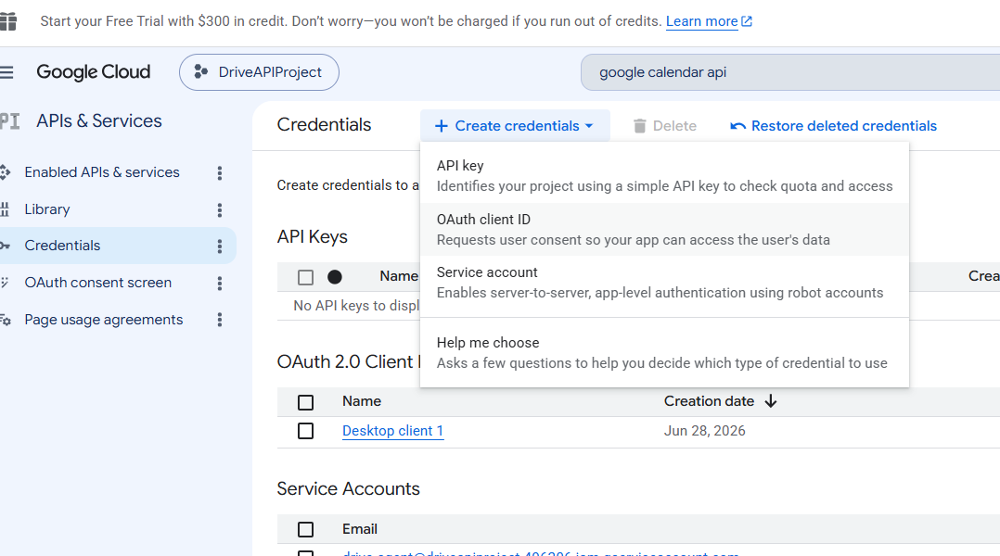 Start your Free Trial with $300 in credit. Don’t worry—you won’t be charged if you run out of credits. Learn more
Google Cloud
DriveAPIProject
google calendar api
API
APIs & Services
Enabled APIs & services
Library
Credentials
OAuth consent screen
Page usage agreements
Credentials
Create credentials
Delete
Restore deleted credentials
Create credentials to a
API key
Identifies your project using a simple API key to check quota and access
OAuth client ID
Requests user consent so your app can access the user's data
Service account
Enables server-to-server, app-level authentication using robot accounts
Help me choose
Asks a few questions to help you decide which type of credential to use
API Keys
Name
Crea
No API keys to displ
OAuth 2.0 Client I
Name
Creation date
Desktop client 1
Jun 28, 2026
Service Accounts
Email